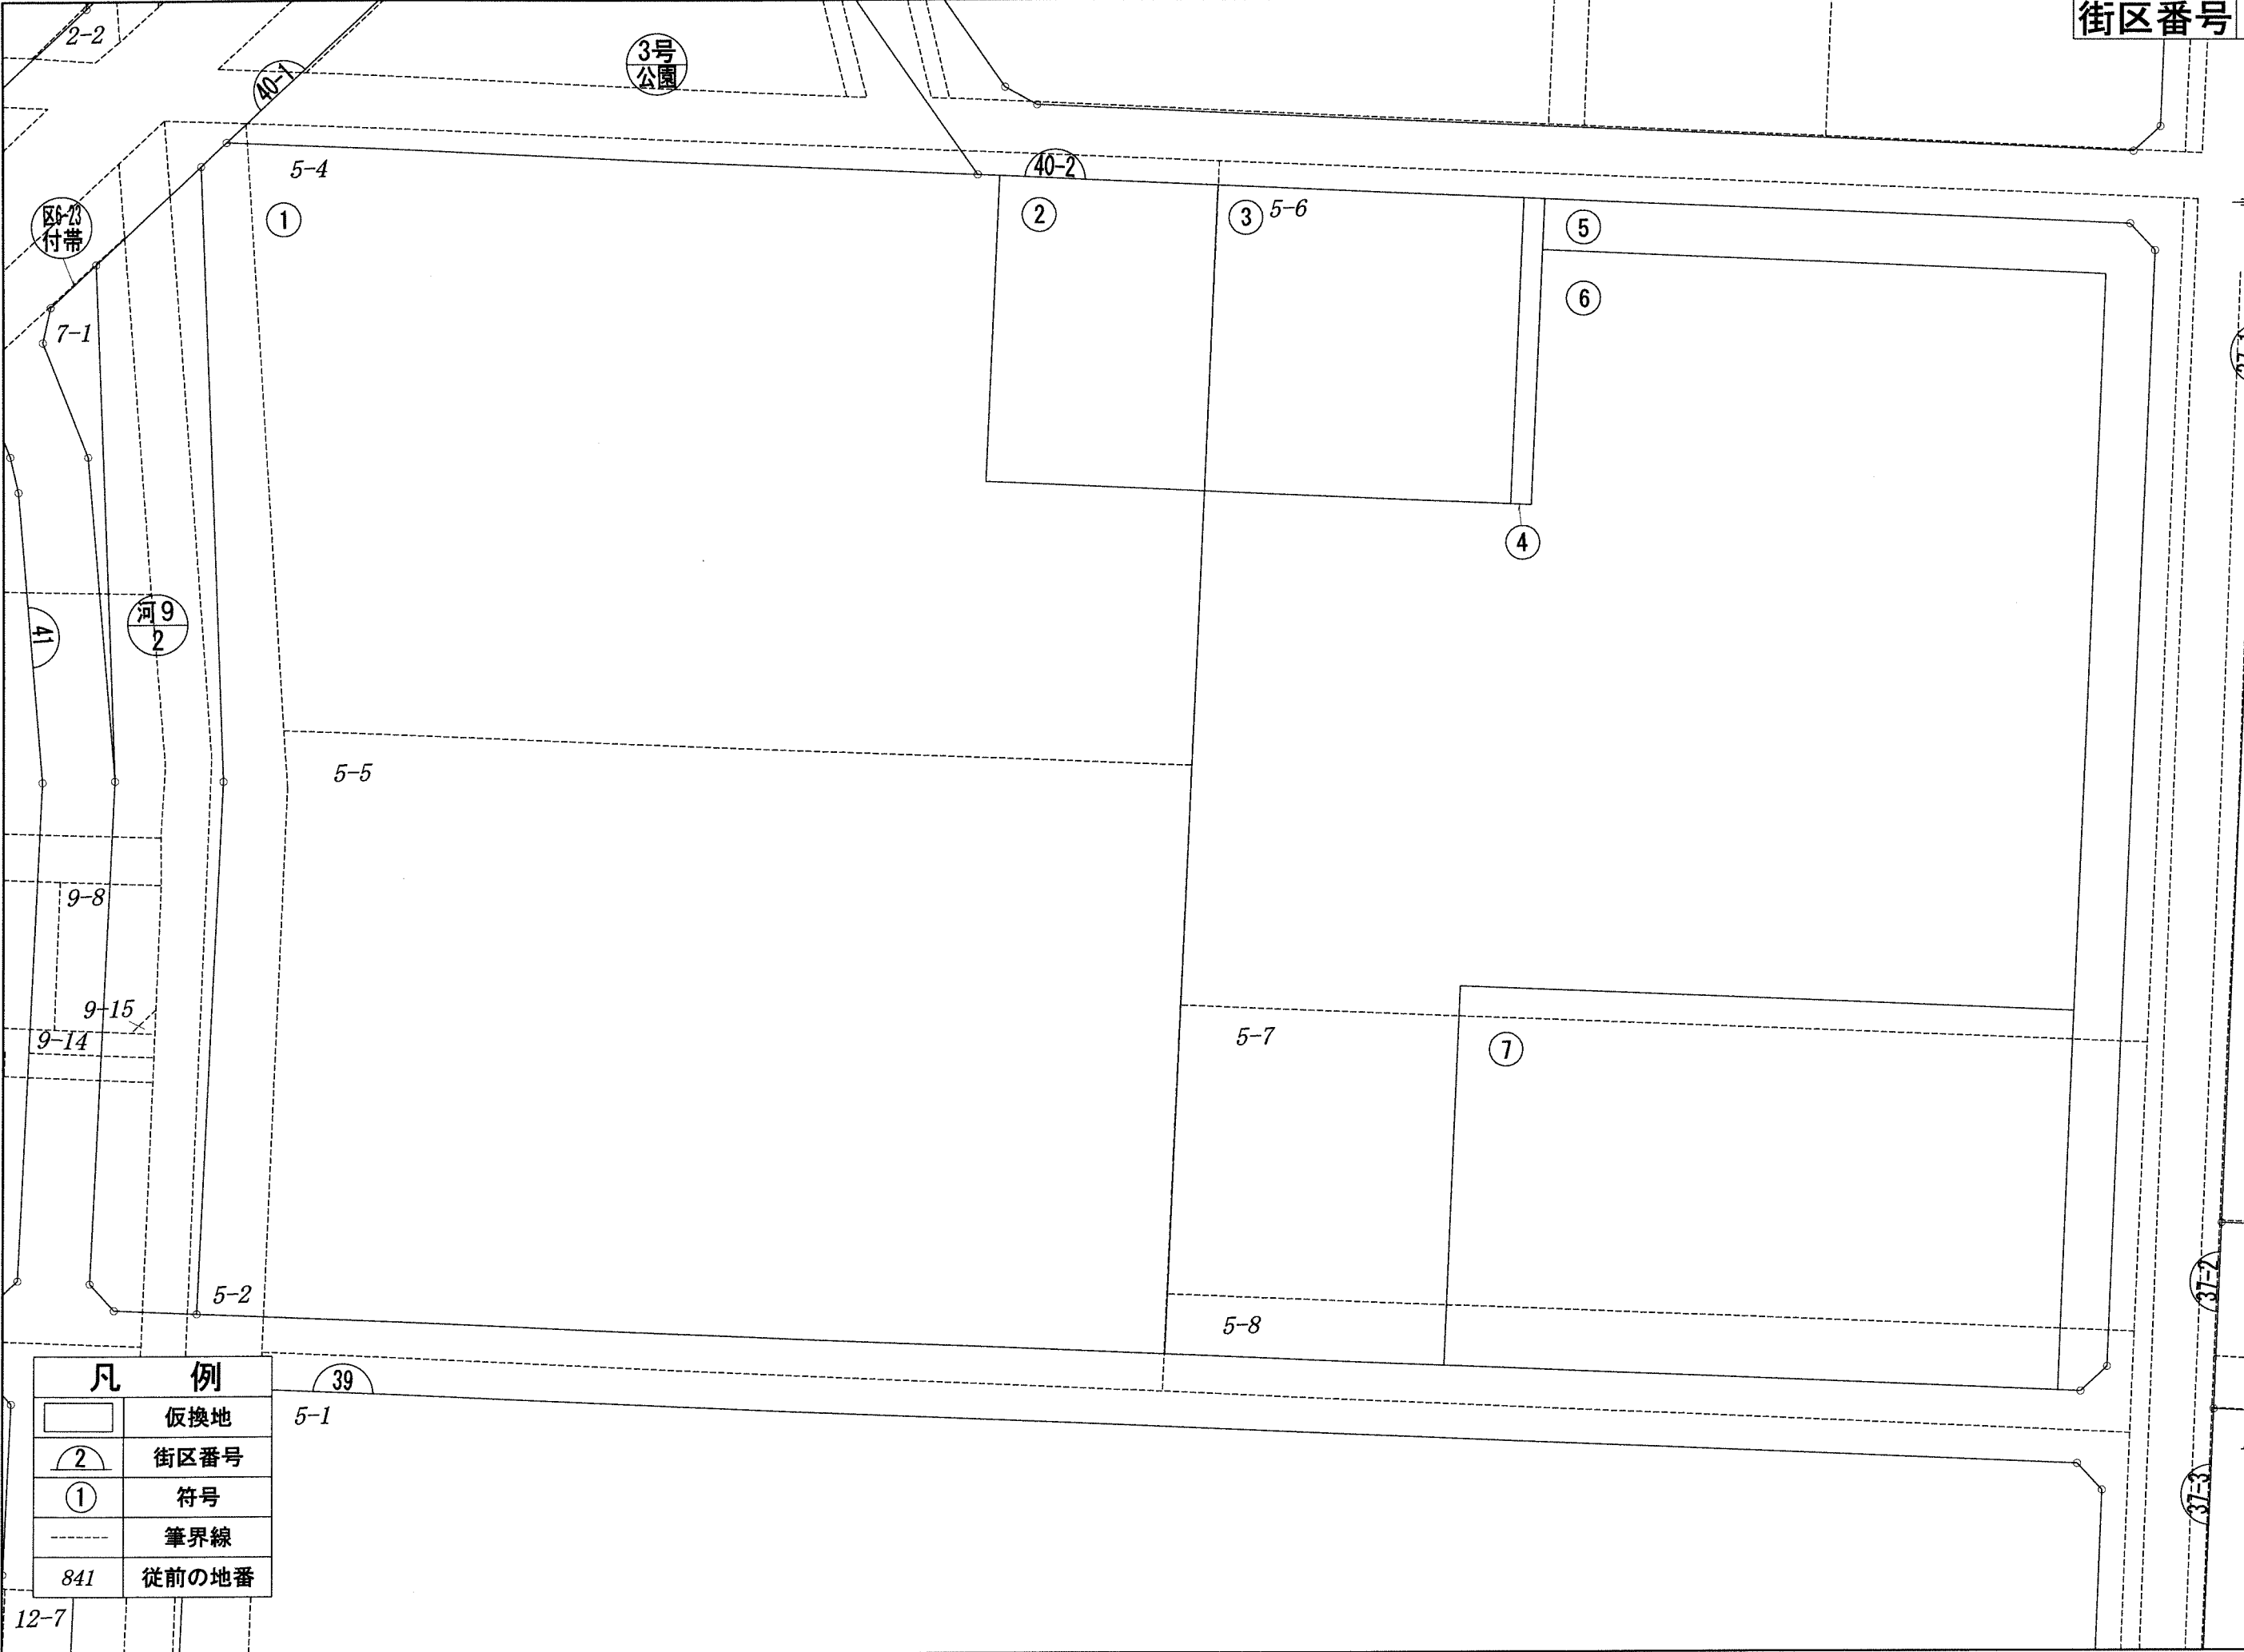 街区番号
2-2
3号
公園
40-1
5-4
40-2
区6-23
付帯
①
②
③
5-6
⑤
⑥
7-1
④
河9
2
41
5-5
9-8
9-15
9-14
5-7
⑦
5-2
5-8
37-2
39
5-1
37-3
凡 例
仮換地
2
街区番号
①
符号
筆界線
841
従前の地番
12-7